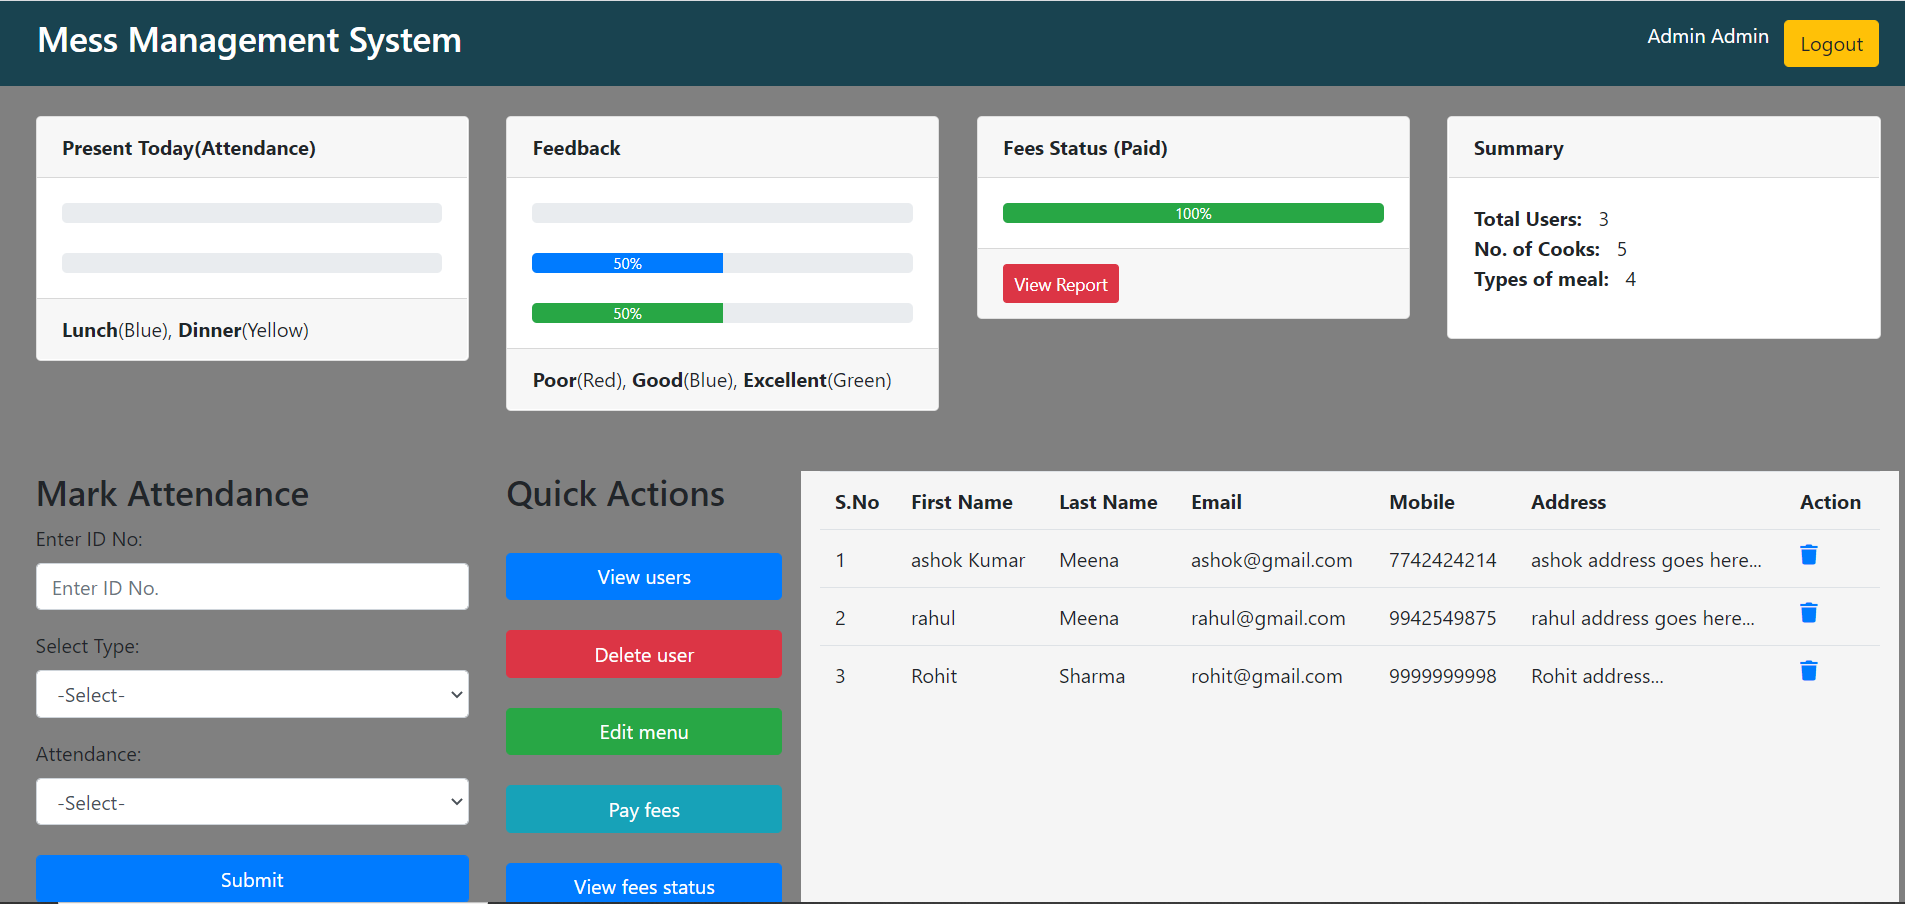 Mess Management System
Admin Admin
Logout
Present Today(Attendance)
Lunch(Blue), Dinner(Yellow)
Feedback
50%
50%
Poor(Red), Good(Blue), Excellent(Green)
Fees Status (Paid)
100%
View Report
Summary
Total Users: 3
No. of Cooks: 5
Types of meal: 4
Mark Attendance
Enter ID No:
Enter ID No.
Select Type:
-Select-
Attendance:
-Select-
Submit
Quick Actions
View users
Delete user
Edit menu
Pay fees
View fees status
S.No First Name Last Name Email Mobile Address Action
1 ashok Kumar Meena ashok@gmail.com 7742424214 ashok address goes here...
2 rahul Meena rahul@gmail.com 9942549875 rahul address goes here...
3 Rohit Sharma rohit@gmail.com 9999999998 Rohit address...